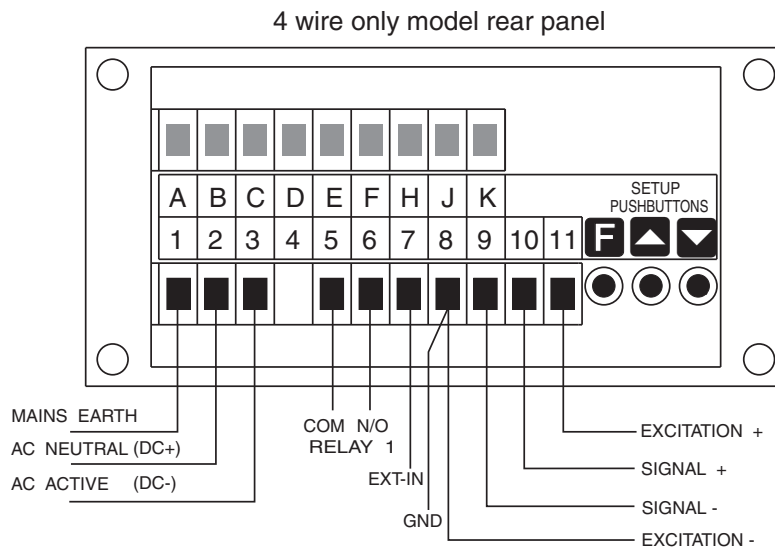 4 wire only model rear panel
A B C D E F H J K
SETUP
PUSHBUTTONS
1 2 3 4 5 6 7 8 9 10 11 F
MAINS EARTH
AC NEUTRAL (DC+)
AC ACTIVE (DC-)
COM N/O
RELAY 1
EXT-IN
GND
EXCITATION +
SIGNAL +
SIGNAL -
EXCITATION -